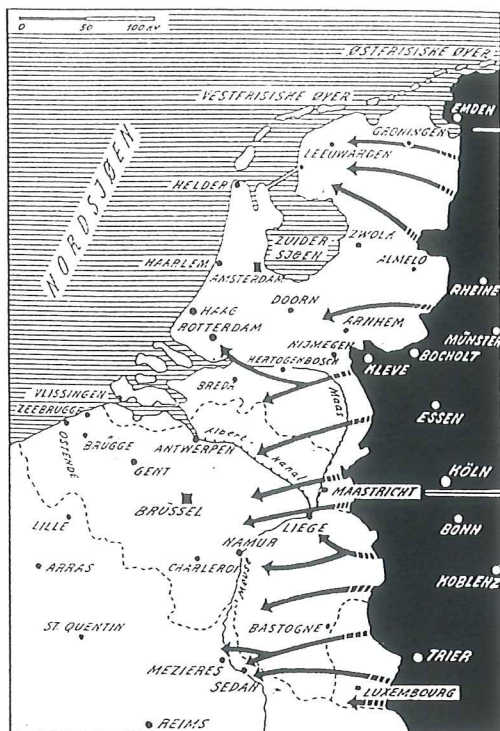 0 50 100 KM
ØSTFRISISKE ØYER
VESTFRISISKE ØYER
EMDEN
GRONINGEN
LEEUWARDEN
HELDER
NORDSJØEN
ZUIDER
SJØEN
ZWOLK
ALMELO
HAARLEM
AMSTERDAM
RHEINE
DOORN
HAAG
ARNHEM
ROTTERDAM
MÜNSTER
NIJMEGEN
BOCHOLT
HERTOGENBOSCH
KLEVE
BREDA
Maas
VLISSINGEN
ZEEBRUGGE
ESSEN
OSTENDE
BRÜGGE
Albert
Kanal
ANTWERPEN
GENT
KÖLN
MAASTRICHT
BRÜSSEL
LILLE
LIEGE
BONN
NAMUR
ARRAS
CHARLEROI
Meuse
KOBLENZ
BASTOGNE
ST. QUENTIN
TRIER
MEZIERES
SEDAN
LUXEMBOURG
REIMS